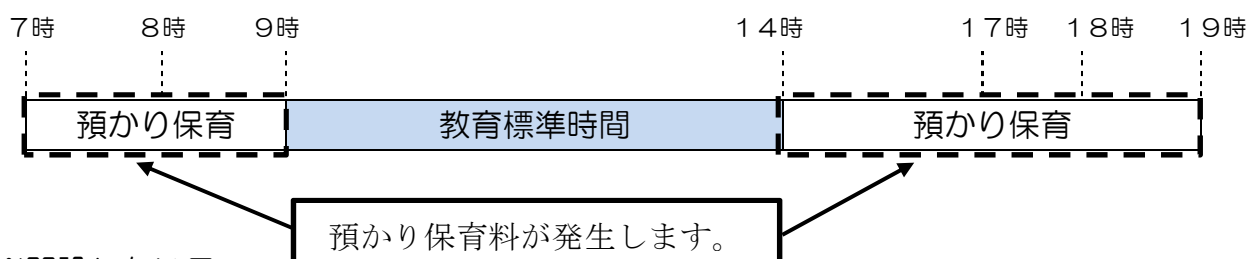 7時 8時 9時 14時 17時 18時 19時
預かり保育 教育標準時間 預かり保育
預かり保育料が発生します。